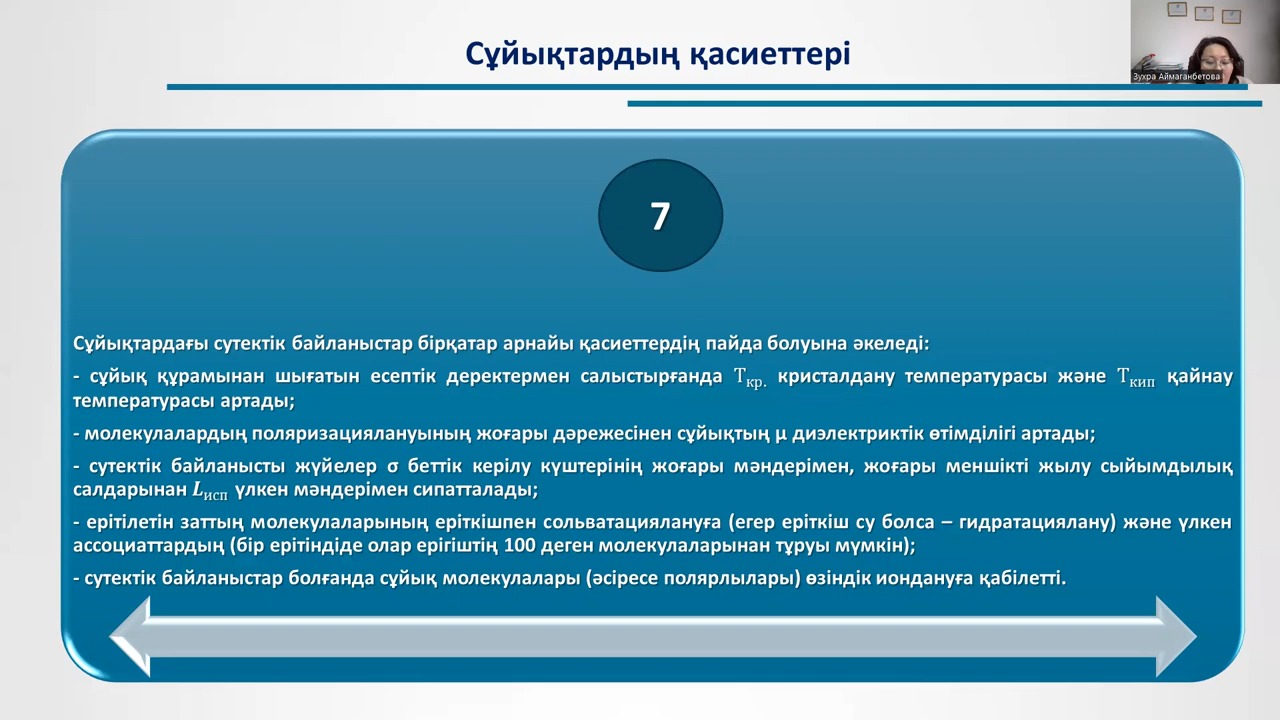 Сұйықтардың қасиеттері
Зухра Аймаганбетова
7
Сұйықтардағы сутектік байланыстар бірқатар арнайы қасиеттердің пайда болуына әкеледі:
- сұйық құрамынан шығатын есептік деректермен салыстырғанда Ткр. кристалдану температурасы және Ткип қайнау
температурасы артады;
- молекулалардың поляризациялануының жоғары дәрежесінен сұйықтың μ диэлектриктік өтімділігі артады;
- сутектік байланысты жүйелер σ беттік керілу күштерінің жоғары мәндерімен, жоғары меншікті жылу сыйымдылық
салдарынан Lисп үлкен мәндерімен сипатталады;
- ерітілетін заттың молекулаларының еріткішпен сольватациялануға (егер еріткіш су болса – гидратациялану) және үлкен
ассоциаттардың (бір ерітіндіде олар ерігіштің 100 деген молекулаларынан тұруы мүмкін);
- сутектік байланыстар болғанда сұйық молекулалары (әсіресе полярлылары) өзіндік иондануға қабілетті.